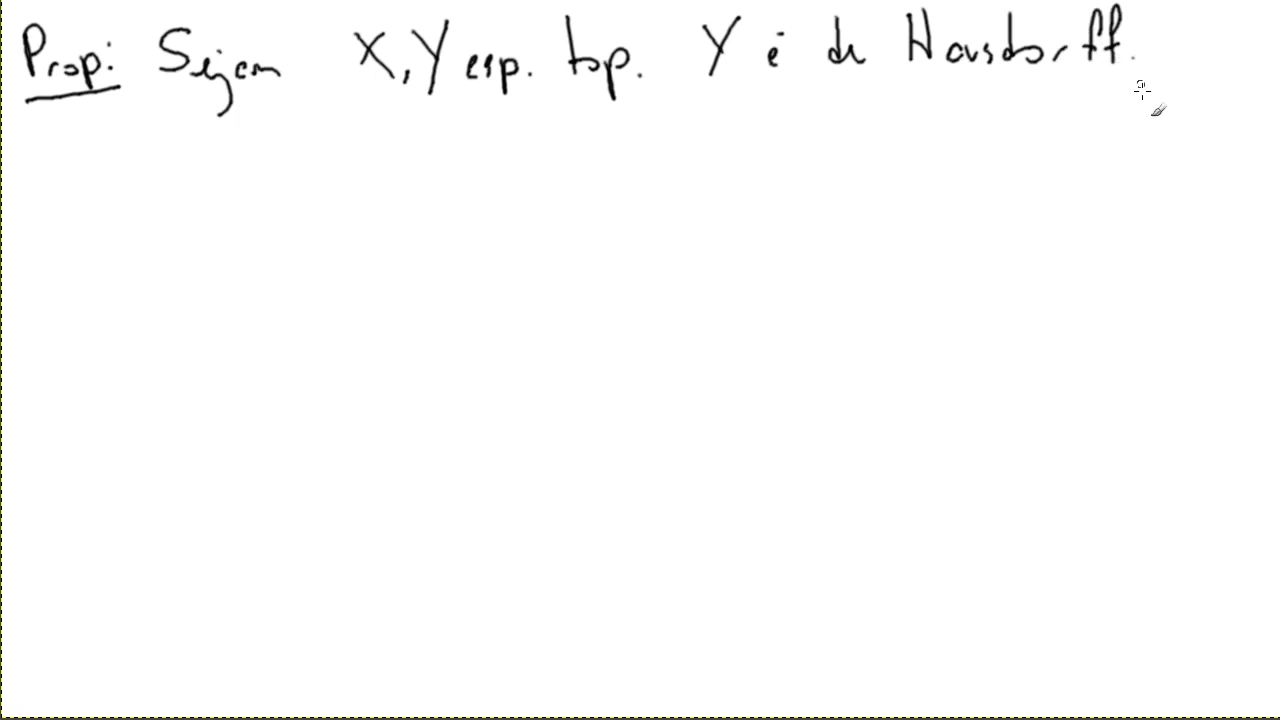 Prop: Sejam X, Y esp. top. Y é de Hausdorff.